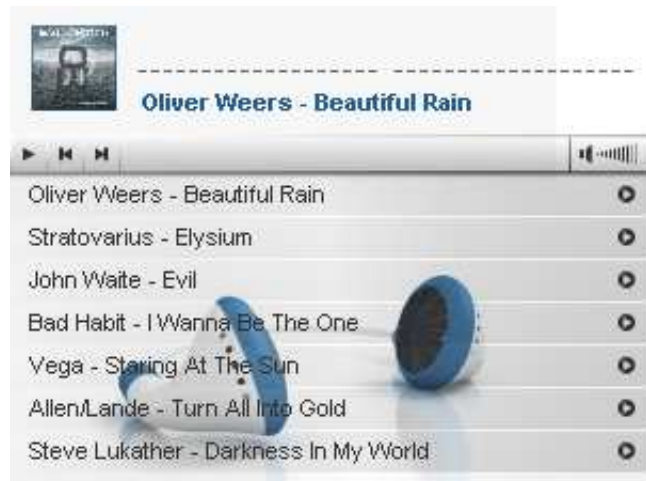 Oliver Weers - Beautiful Rain
Oliver Weers - Beautiful Rain
Stratovarius - Elysium
John Waite - Evil
Bad Habit - I Wanna Be The One
Vega - Staring At The Sun
Allen/Lande - Turn All Into Gold
Steve Lukather - Darkness In My World